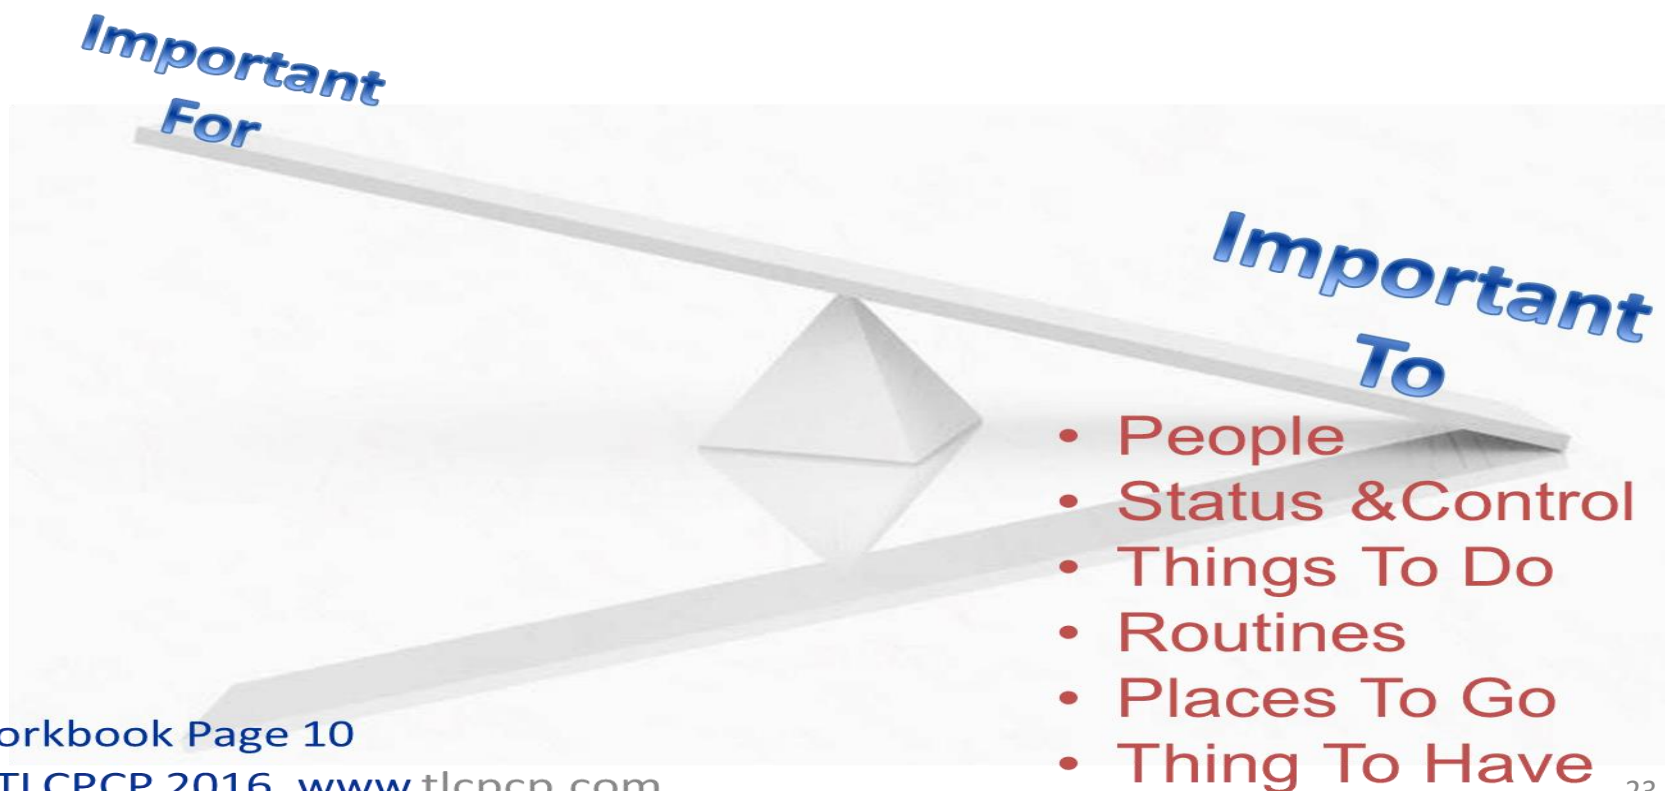 Important
For
Important
To
• People
• Status &Control
• Things To Do
• Routines
• Places To Go
• Thing To Have
orkbook Page 10
TLCPCP 2016 www.tlcpcp.com
23